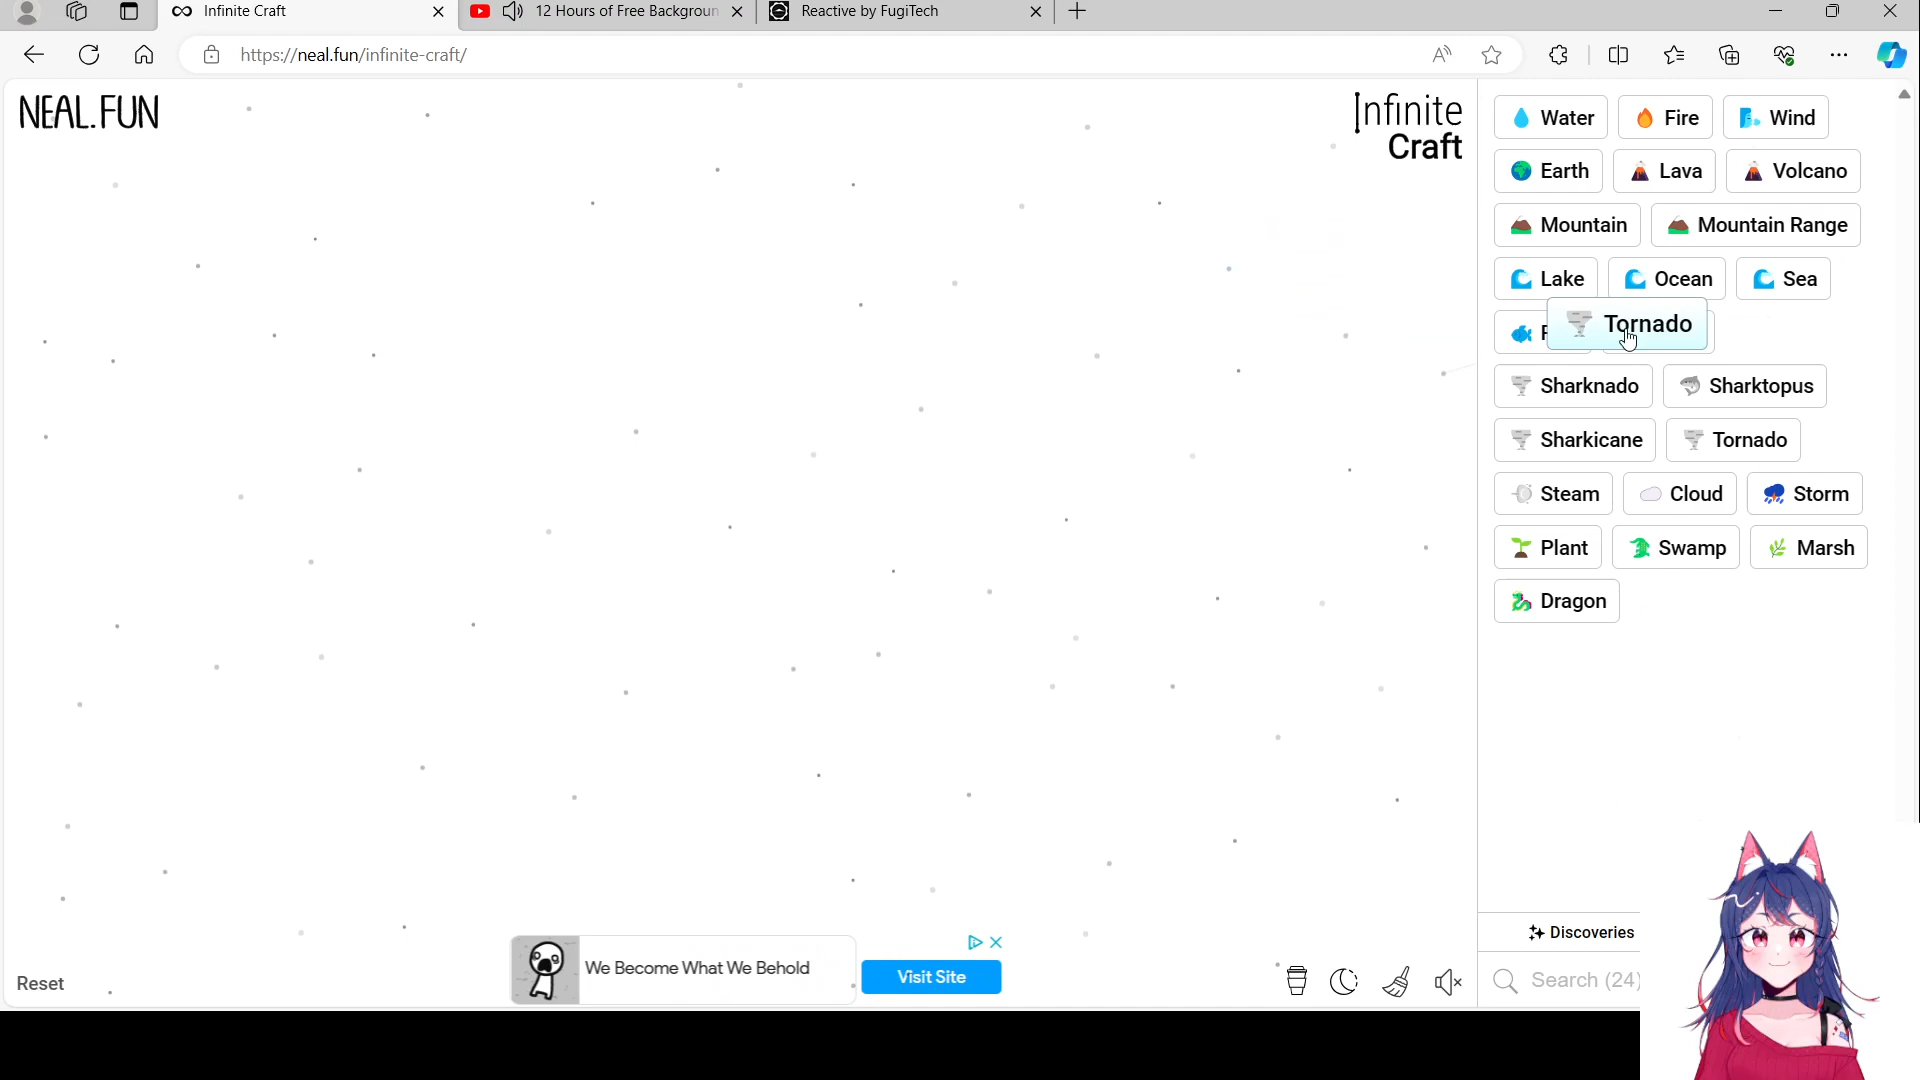 Infinite Craft
12 Hours of Free Backgroun
Reactive by FugiTech
https://neal.fun/infinite-craft/
NEAL.FUN
Infinite
Craft
Water
Fire
Wind
Earth
Lava
Volcano
Mountain
Mountain Range
Lake
Ocean
Sea
Tornado
Sharknado
Sharktopus
Sharkicane
Tornado
Steam
Cloud
Storm
Plant
Swamp
Marsh
Dragon
Discoveries
Search (24)
We Become What We Behold
Visit Site
Reset